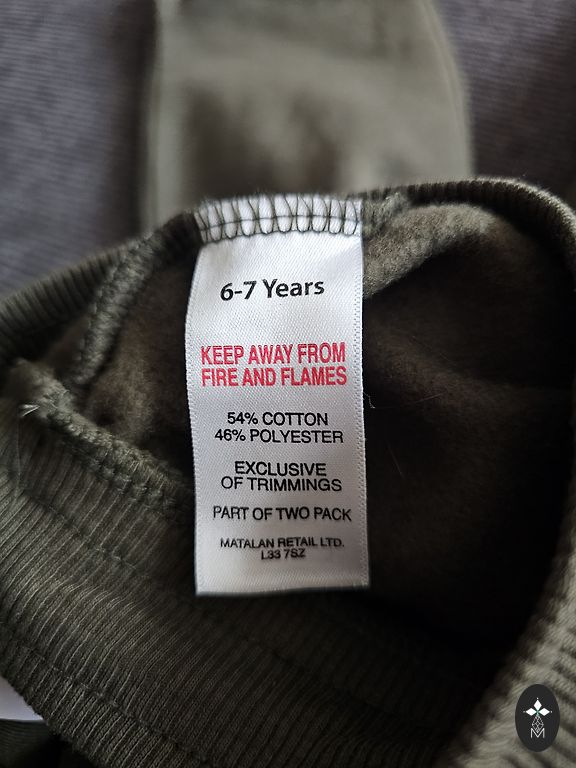 6-7 Years
KEEP AWAY FROM
FIRE AND FLAMES
54% COTTON
46% POLYESTER
EXCLUSIVE
OF TRIMMINGS
PART OF TWO PACK
MATALAN RETAIL LTD.
L33 7SZ
M